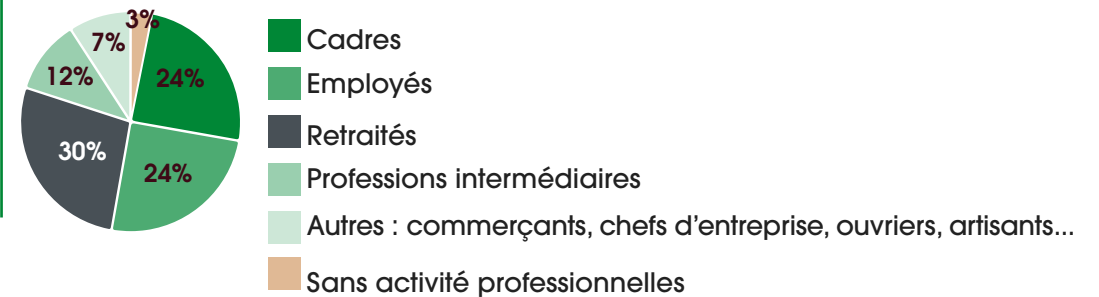 3%
7%
12%
24%
30%
24%
Cadres
Employés
Retraités
Professions intermédiaires
Autres : commerçants, chefs d'entreprise, ouvriers, artisants...
Sans activité professionnelles